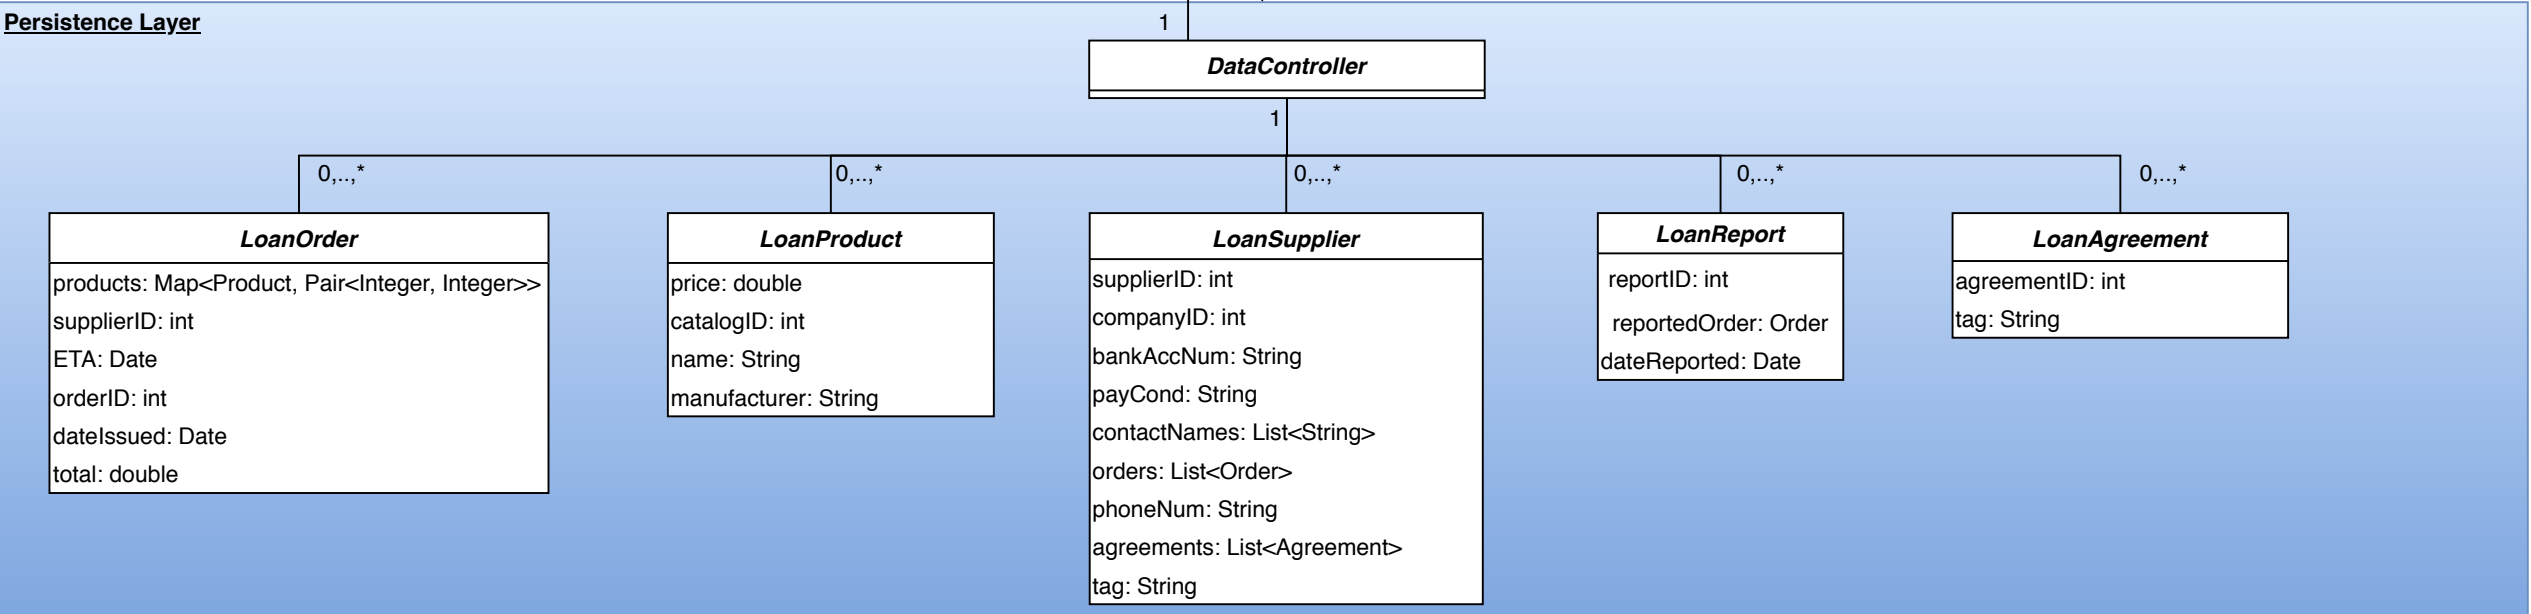 Persistence Layer
1
DataController
1
0,..,*
0,..,*
0,..,*
0,..,*
0,..,*
LoanOrder
products: Map<Product, Pair<Integer, Integer>>
supplierID: int
ETA: Date
orderID: int
dateIssued: Date
total: double
LoanProduct
price: double
catalogID: int
name: String
manufacturer: String
LoanSupplier
supplierID: int
companyID: int
bankAccNum: String
payCond: String
contactNames: List<String>
orders: List<Order>
phoneNum: String
agreements: List<Agreement>
tag: String
LoanReport
reportID: int
reportedOrder: Order
dateReported: Date
LoanAgreement
agreementID: int
tag: String